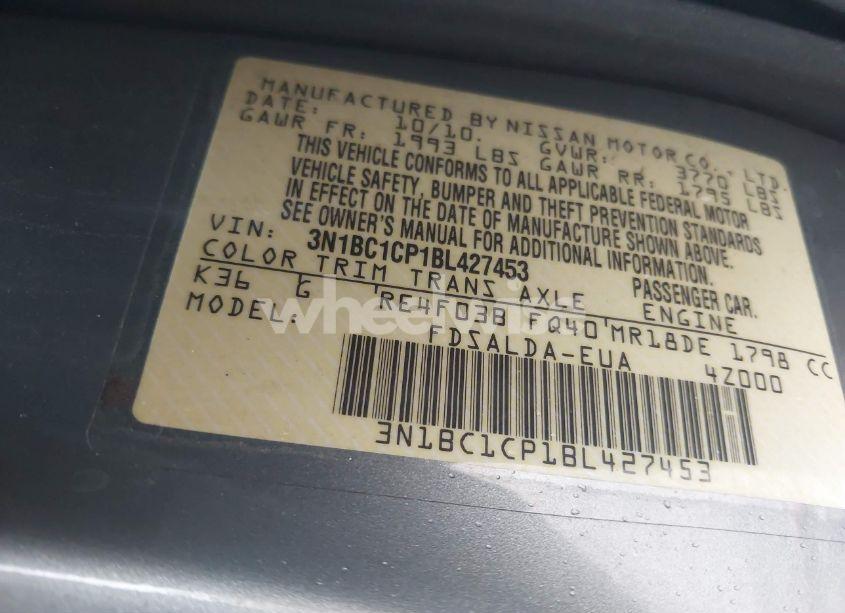 MANUFACTURED BY NISSAN MOTOR CO., LTD.
DATE: 10/10. GVWR: 3770 LBS
GAWR FR: 1993 LBS GAWR RR: 1795 LBS
THIS VEHICLE CONFORMS TO ALL APPLICABLE FEDERAL MOTOR
VEHICLE SAFETY, BUMPER AND THEFT PREVENTION STANDARDS
IN EFFECT ON THE DATE OF MANUFACTURE SHOWN ABOVE.
SEE OWNER'S MANUAL FOR ADDITIONAL INFORMATION.
VIN: 3N1BC1CP1BL427453 PASSENGER CAR.
COLOR TRIM TRANS AXLE ENGINE
K36 G RE4F03B FQ40 MR18DE 1798 CC
MODEL: FDSALDA-EUA 4Z000
3N1BC1CP1BL427453
wheelwis